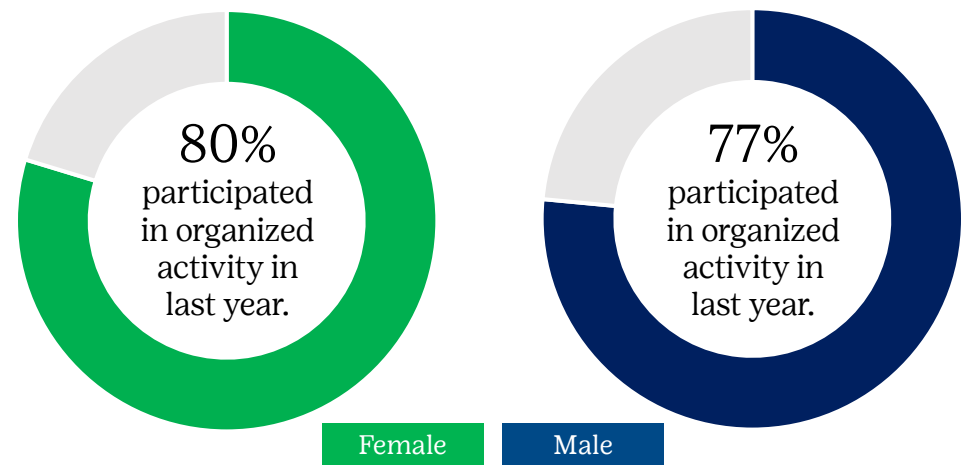 80%
participated
in organized
activity in
last year.
77%
participated
in organized
activity in
last year.
Female
Male